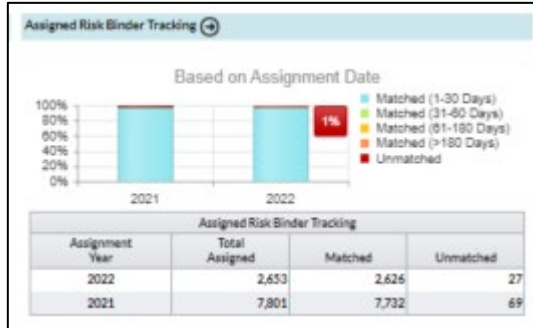 Assigned Risk Binder Tracking
Based on Assignment Date
100%
80%
60%
40%
20%
0%
1%
2021
2022
Matched (1-30 Days)
Matched (31-60 Days)
Matched (61-180 Days)
Matched (>180 Days)
Unmatched
Assigned Risk Binder Tracking
Assignment Year Total Assigned Matched Unmatched
2022 2,653 2,626 27
2021 7,801 7,732 69